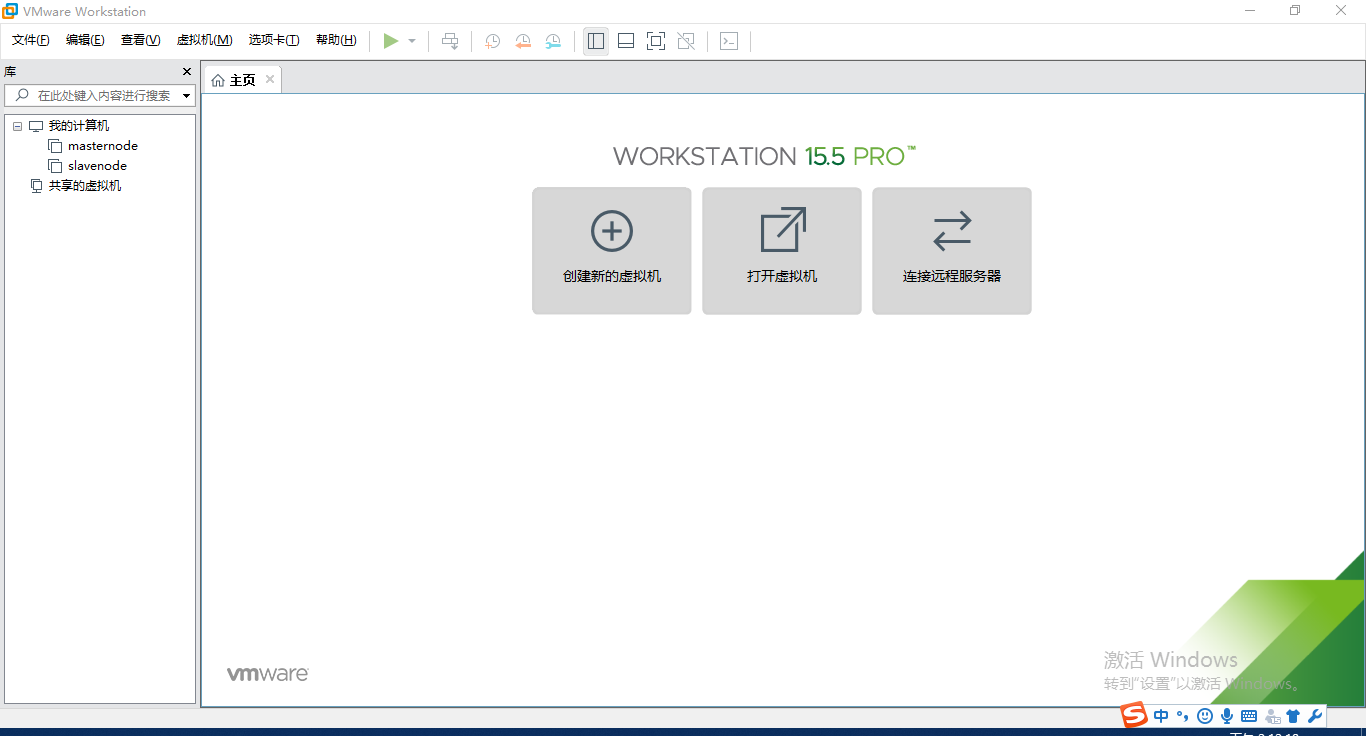 VMware Workstation
文件(F) 编辑(E) 查看(V) 虚拟机(M) 选项卡(T) 帮助(H)
库
在此处键入内容进行搜索
我的计算机
masternode
slavenode
共享的虚拟机
主页
WORKSTATION 15.5 PRO™
创建新的虚拟机 打开虚拟机 连接远程服务器
vmware
激活 Windows
转到"设置"以激活 Windows。
中